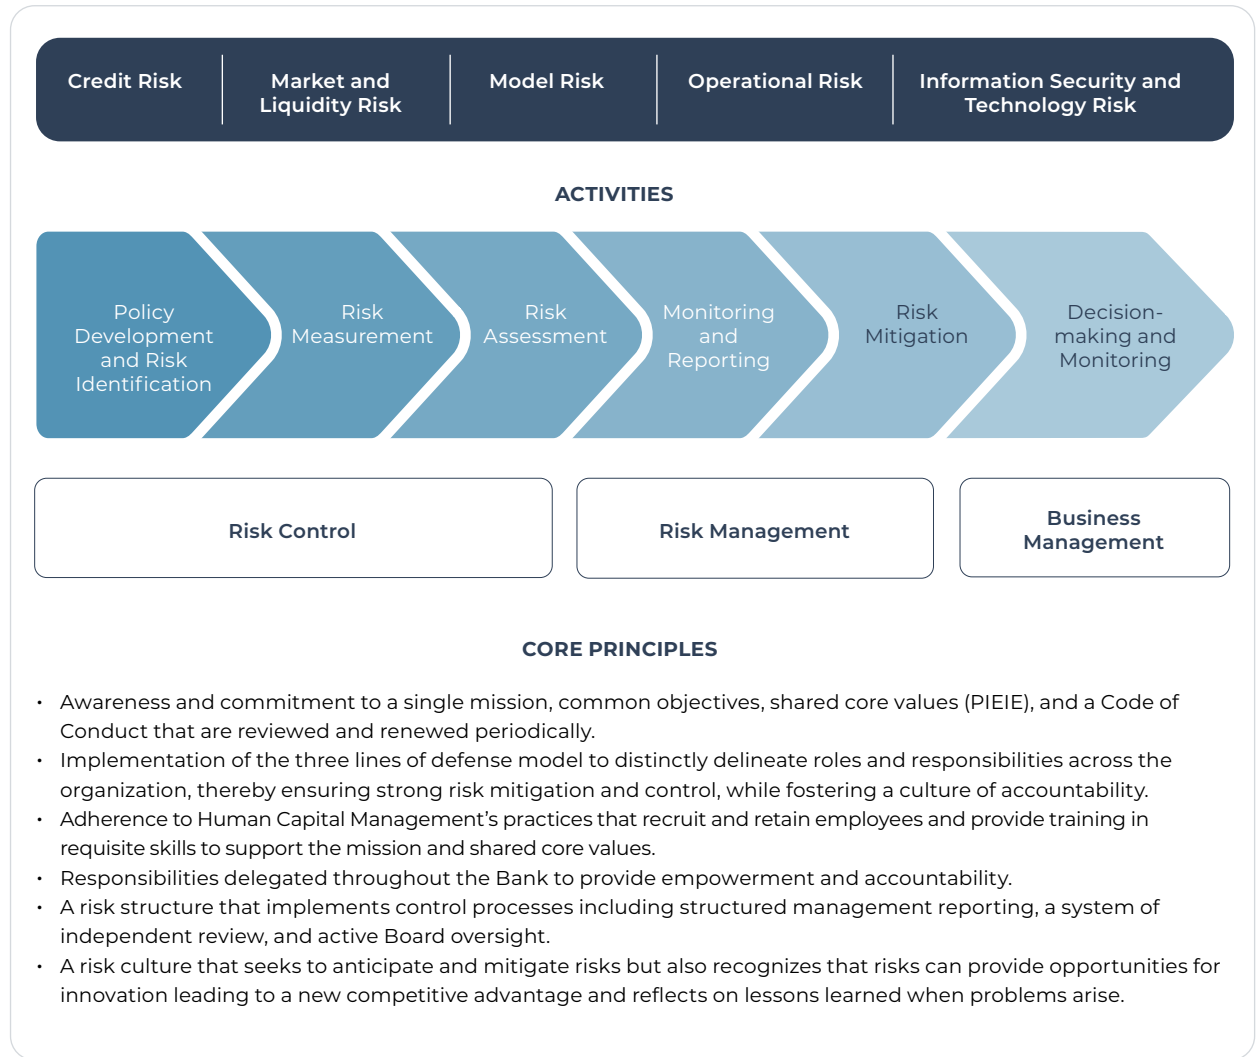 Credit Risk
Market and
Liquidity Risk
Model Risk
Operational Risk
Information Security and
Technology Risk
ACTIVITIES
Policy
Development
and Risk
Identification
Risk
Measurement
Risk
Assessment
Monitoring
and
Reporting
Risk
Mitigation
Decision-
making and
Monitoring
Risk Control
Risk Management
Business
Management
CORE PRINCIPLES
• Awareness and commitment to a single mission, common objectives, shared core values (PIEIE), and a Code of
Conduct that are reviewed and renewed periodically.
• Implementation of the three lines of defense model to distinctly delineate roles and responsibilities across the
organization, thereby ensuring strong risk mitigation and control, while fostering a culture of accountability.
• Adherence to Human Capital Management’s practices that recruit and retain employees and provide training in
requisite skills to support the mission and shared core values.
• Responsibilities delegated throughout the Bank to provide empowerment and accountability.
• A risk structure that implements control processes including structured management reporting, a system of
independent review, and active Board oversight.
• A risk culture that seeks to anticipate and mitigate risks but also recognizes that risks can provide opportunities for
innovation leading to a new competitive advantage and reflects on lessons learned when problems arise.